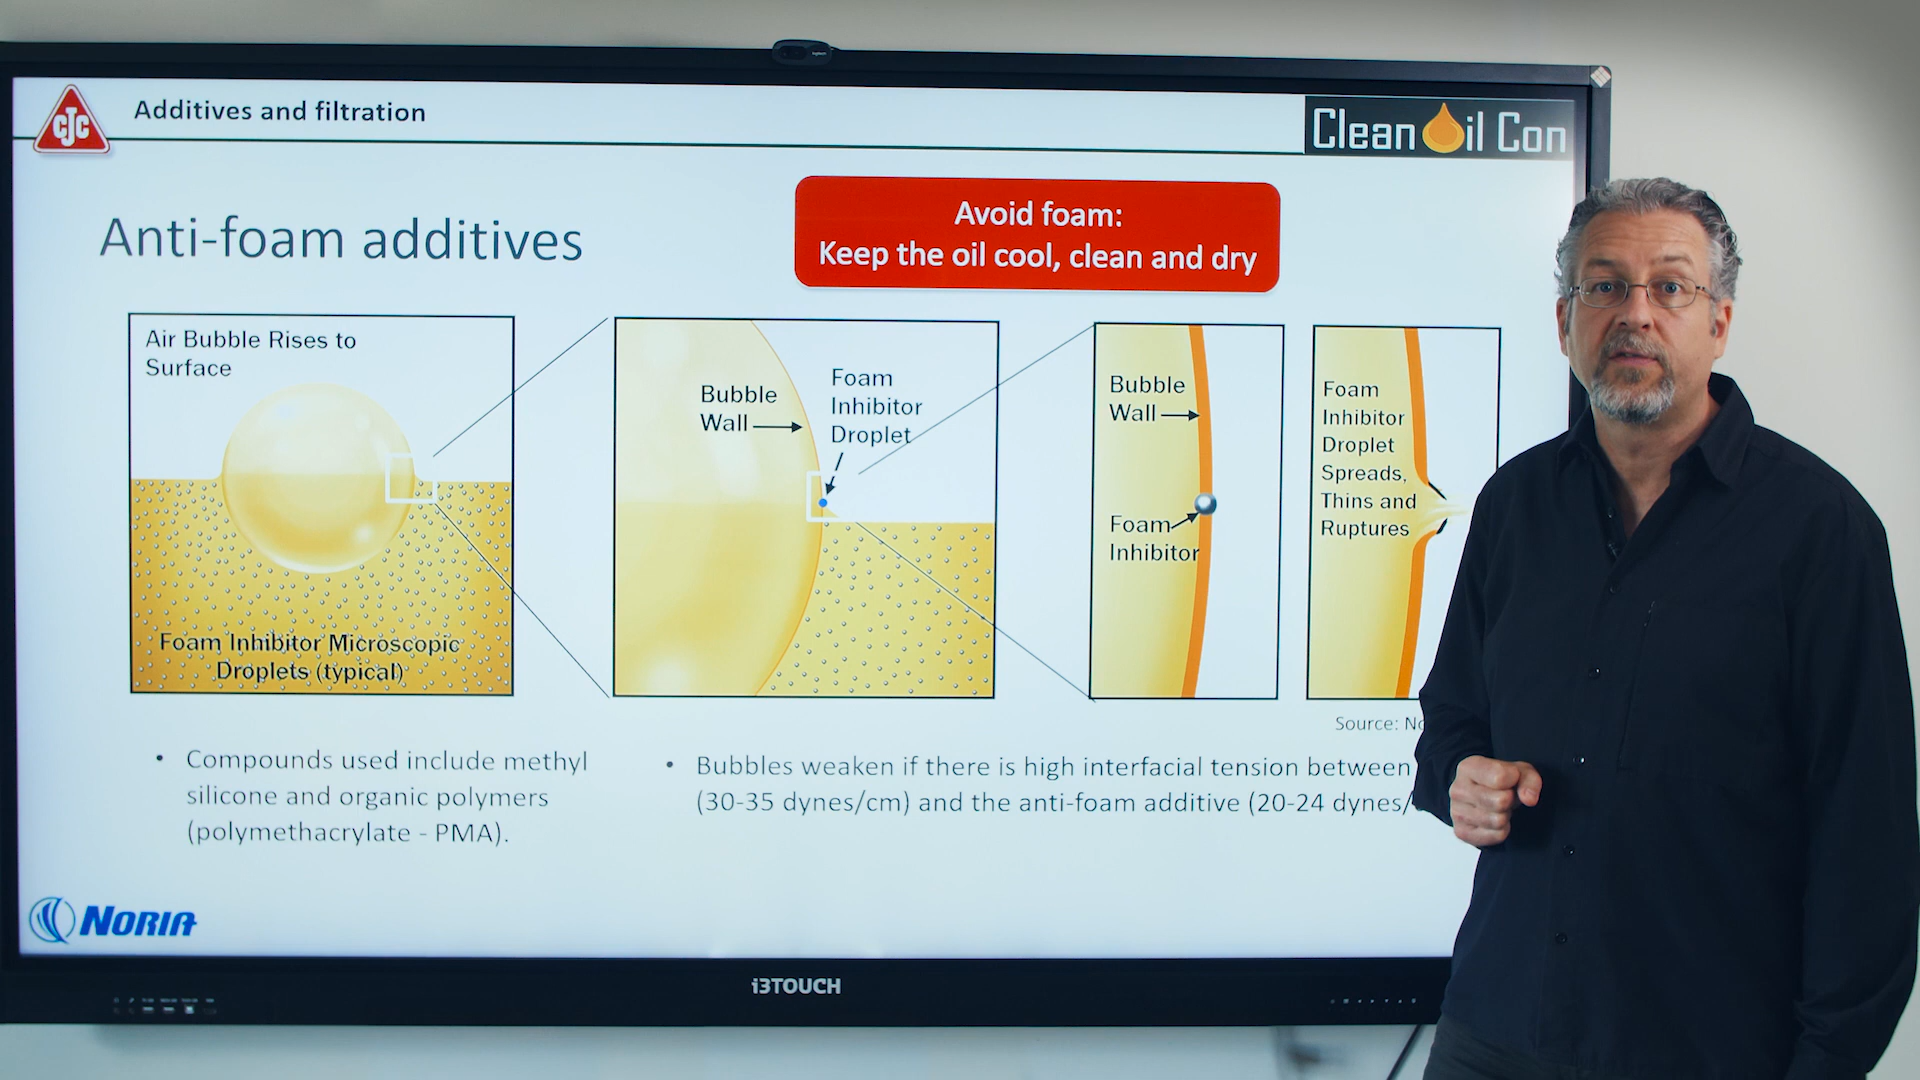 CJC
Additives and filtration
Clean Oil Con
Anti-foam additives
Avoid foam:
Keep the oil cool, clean and dry
Air Bubble Rises to
Surface
Foam Inhibitor Microscopic
Droplets (typical)
Bubble
Wall
Foam
Inhibitor
Droplet
Bubble
Wall
Foam
Inhibitor
Foam
Inhibitor
Droplet
Spreads,
Thins and
Ruptures
Source:
• Compounds used include methyl
silicone and organic polymers
(polymethacrylate - PMA).
• Bubbles weaken if there is high interfacial tension between
(30-35 dynes/cm) and the anti-foam additive (20-24 dynes/
NORIA
i3TOUCH